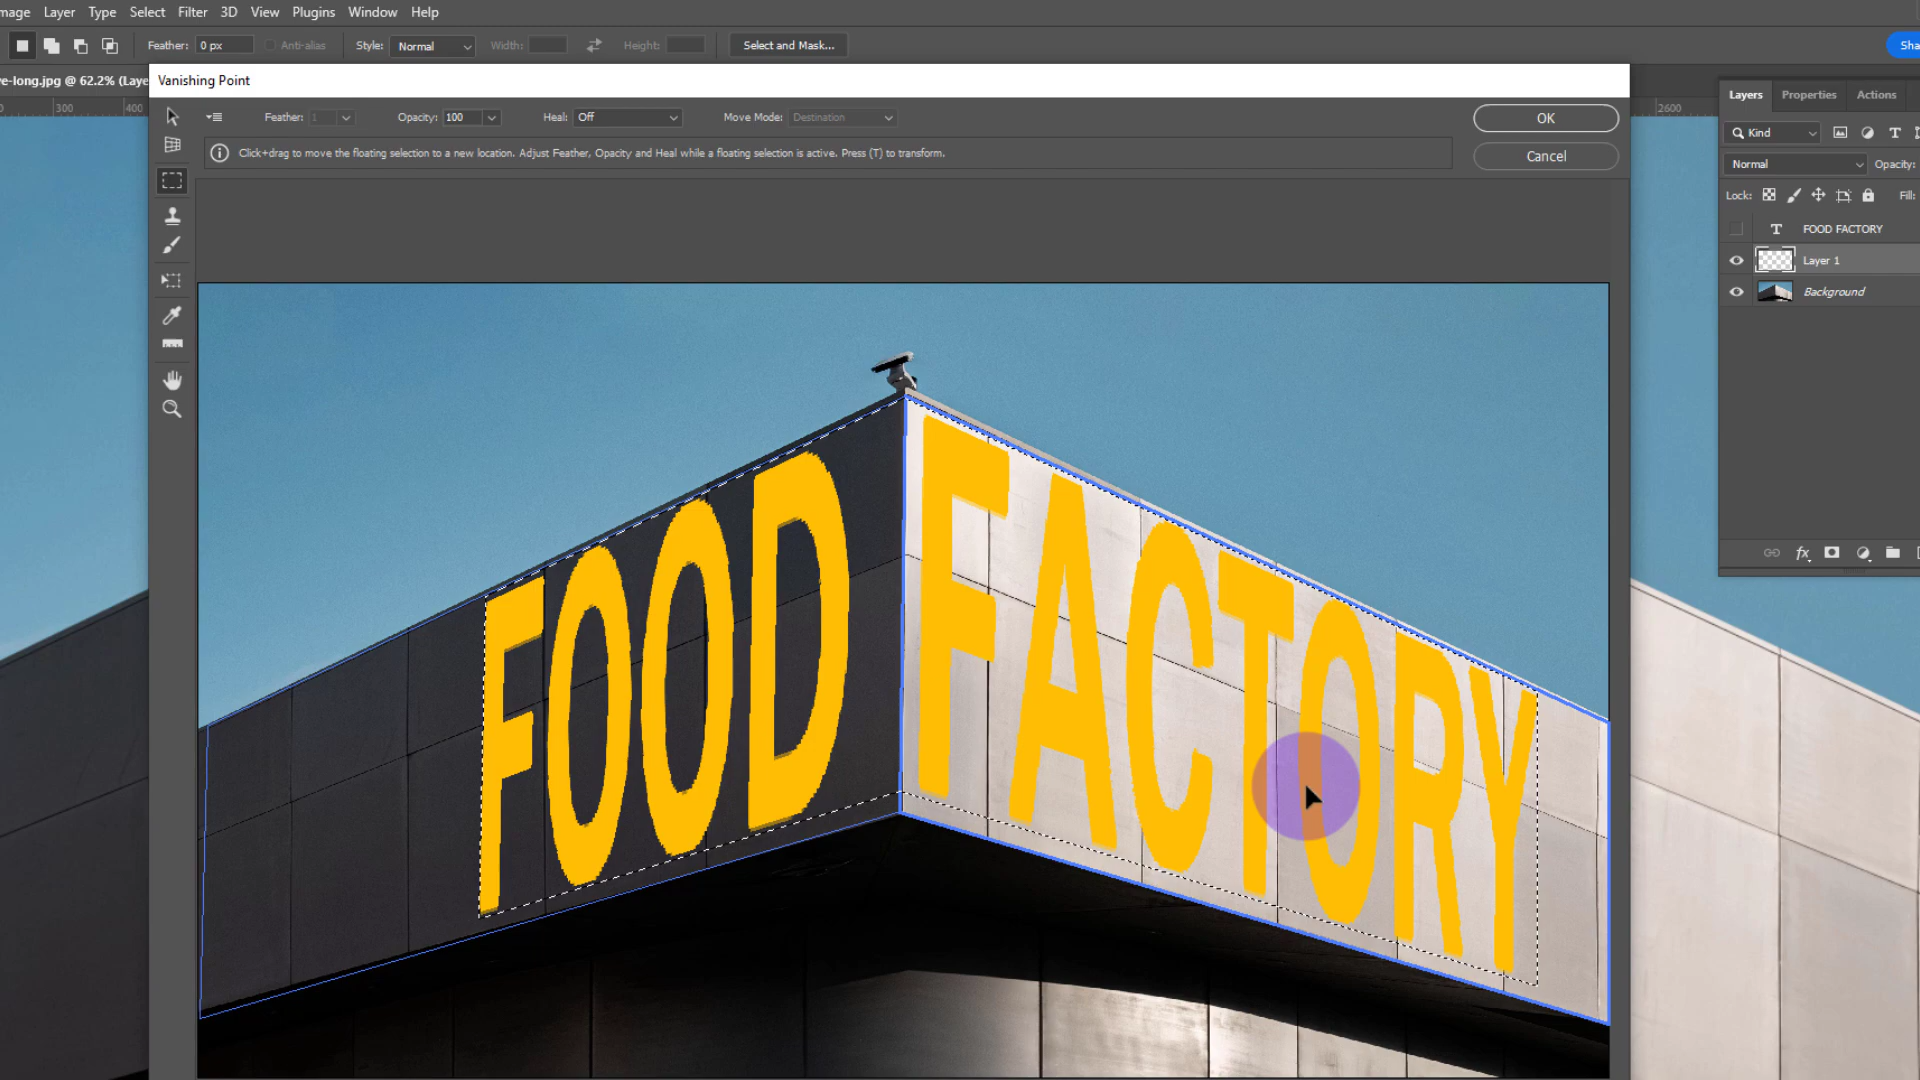 mage Layer Type Select Filter 3D View Plugins Window Help
Feather: 0 px Anti-alias Style: Normal Width: Height: Select and Mask... Sha
e-long.jpg @ 62.2% (Laye
Vanishing Point
300 400 2600
Feather: 1 Opacity: 100 Heal: Off Move Mode: Destination OK
Click+drag to move the floating selection to a new location. Adjust Feather, Opacity and Heal while a floating selection is active. Press (T) to transform.
Cancel
Layers Properties Actions
Kind
Normal Opacity:
Lock: Fill:
FOOD FACTORY
Layer 1
Background
fx
FOOD FACTORY